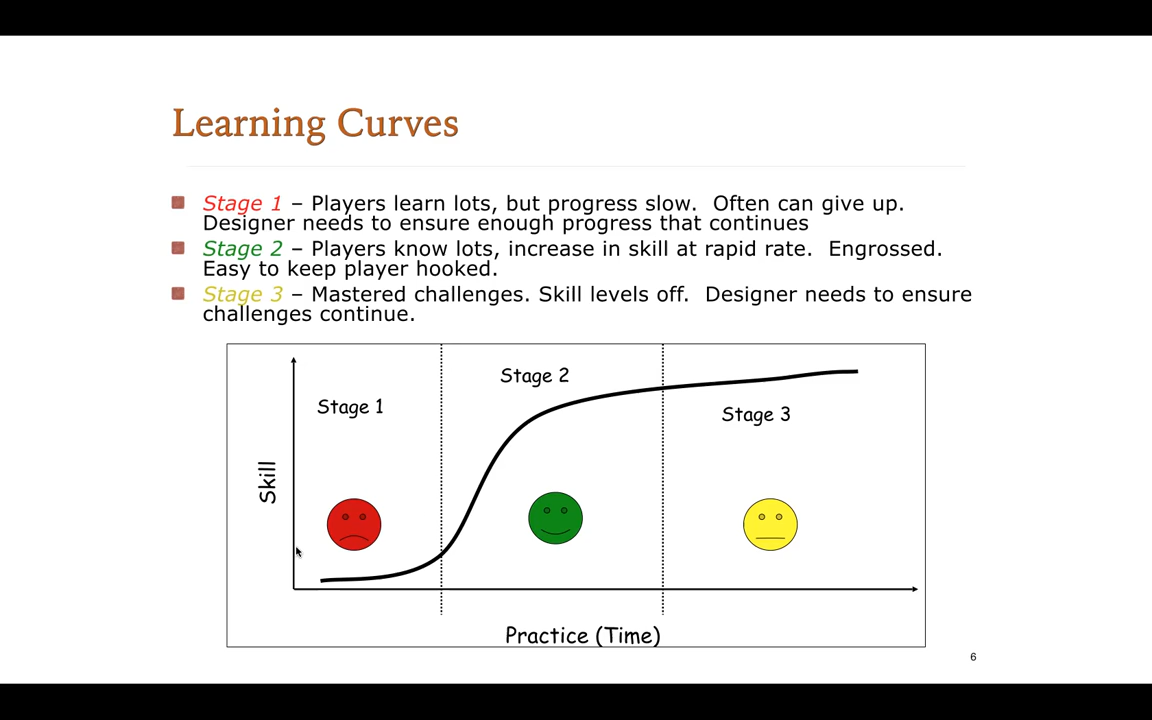 Learning Curves
Stage 1 – Players learn lots, but progress slow.  Often can give up.
Designer needs to ensure enough progress that continues
Stage 2 – Players know lots, increase in skill at rapid rate.  Engrossed.
Easy to keep player hooked.
Stage 3 – Mastered challenges. Skill levels off.  Designer needs to ensure
challenges continue.
Stage 1
Stage 2
Stage 3
Skill
Practice (Time)
6